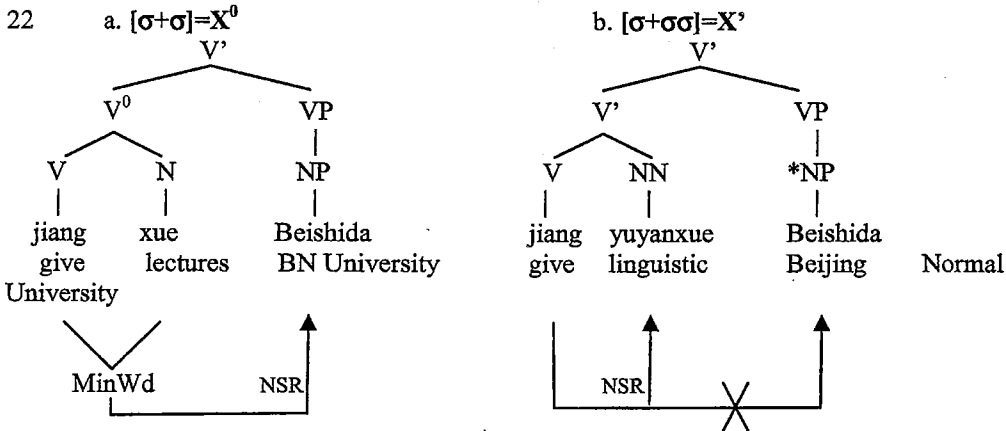 22 a. [σ+σ]=X⁰ b. [σ+σσ]=X’
V’ V’
V⁰ VP V’ VP
V N NP V NN *NP
jiang xue Beishida jiang yuyanxue Beishida
give lectures BN University give linguistic Beijing Normal
University
MinWd NSR NSR